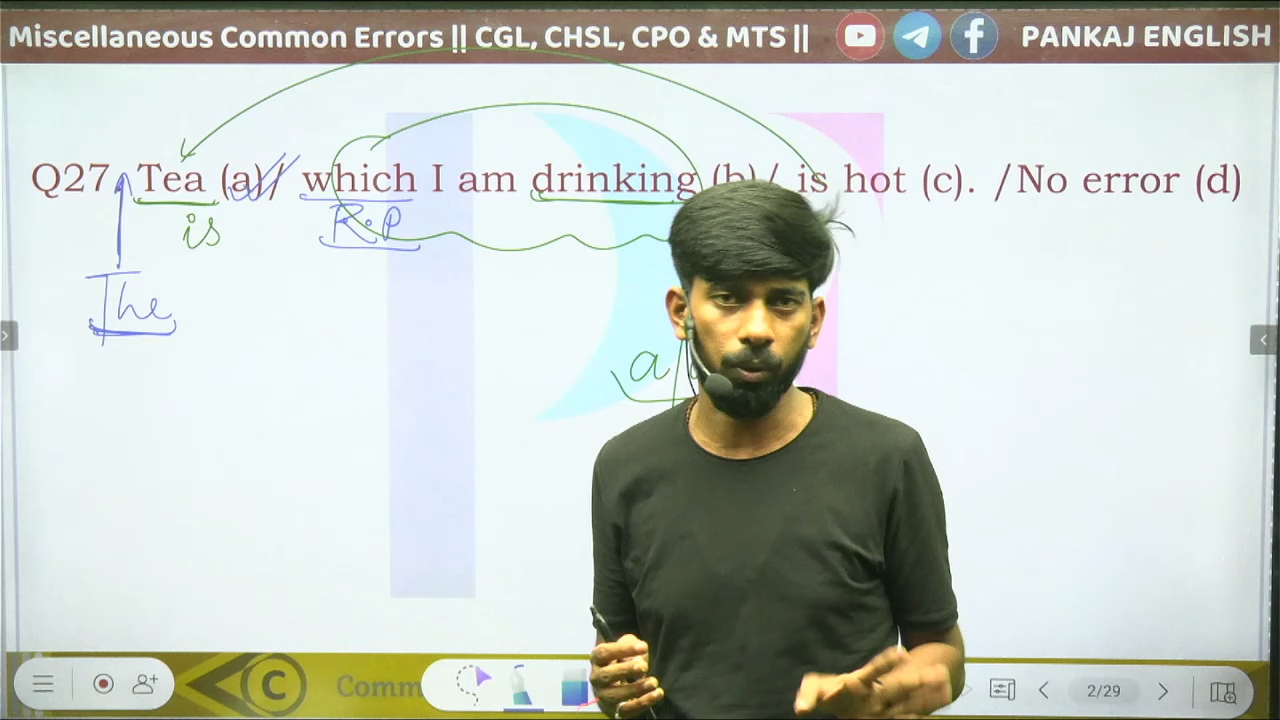 Miscellaneous Common Errors || CGL, CHSL, CPO & MTS || PANKAJ ENGLISH
Q27. Tea (a)/ which I am drinking (b)/ is hot (c). /No error (d)
is
R.P
The
a/
C Comm
2/29